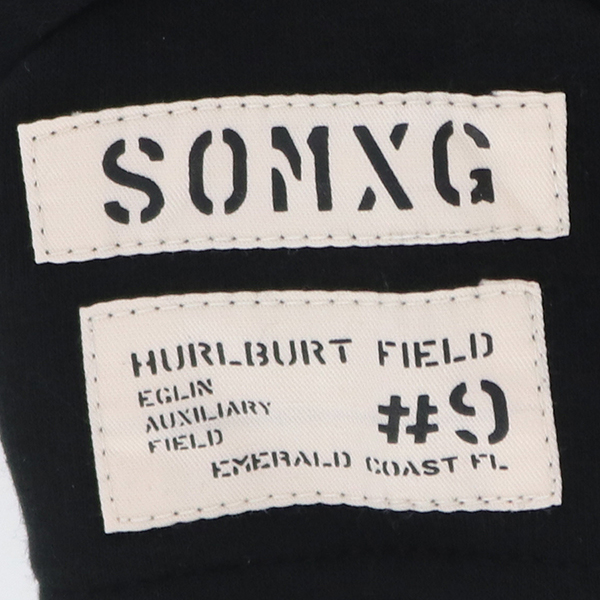 SOMXG
HURLBURT FIELD
EGLIN
AUXILIARY
FIELD
#9
EMERALD COAST FL